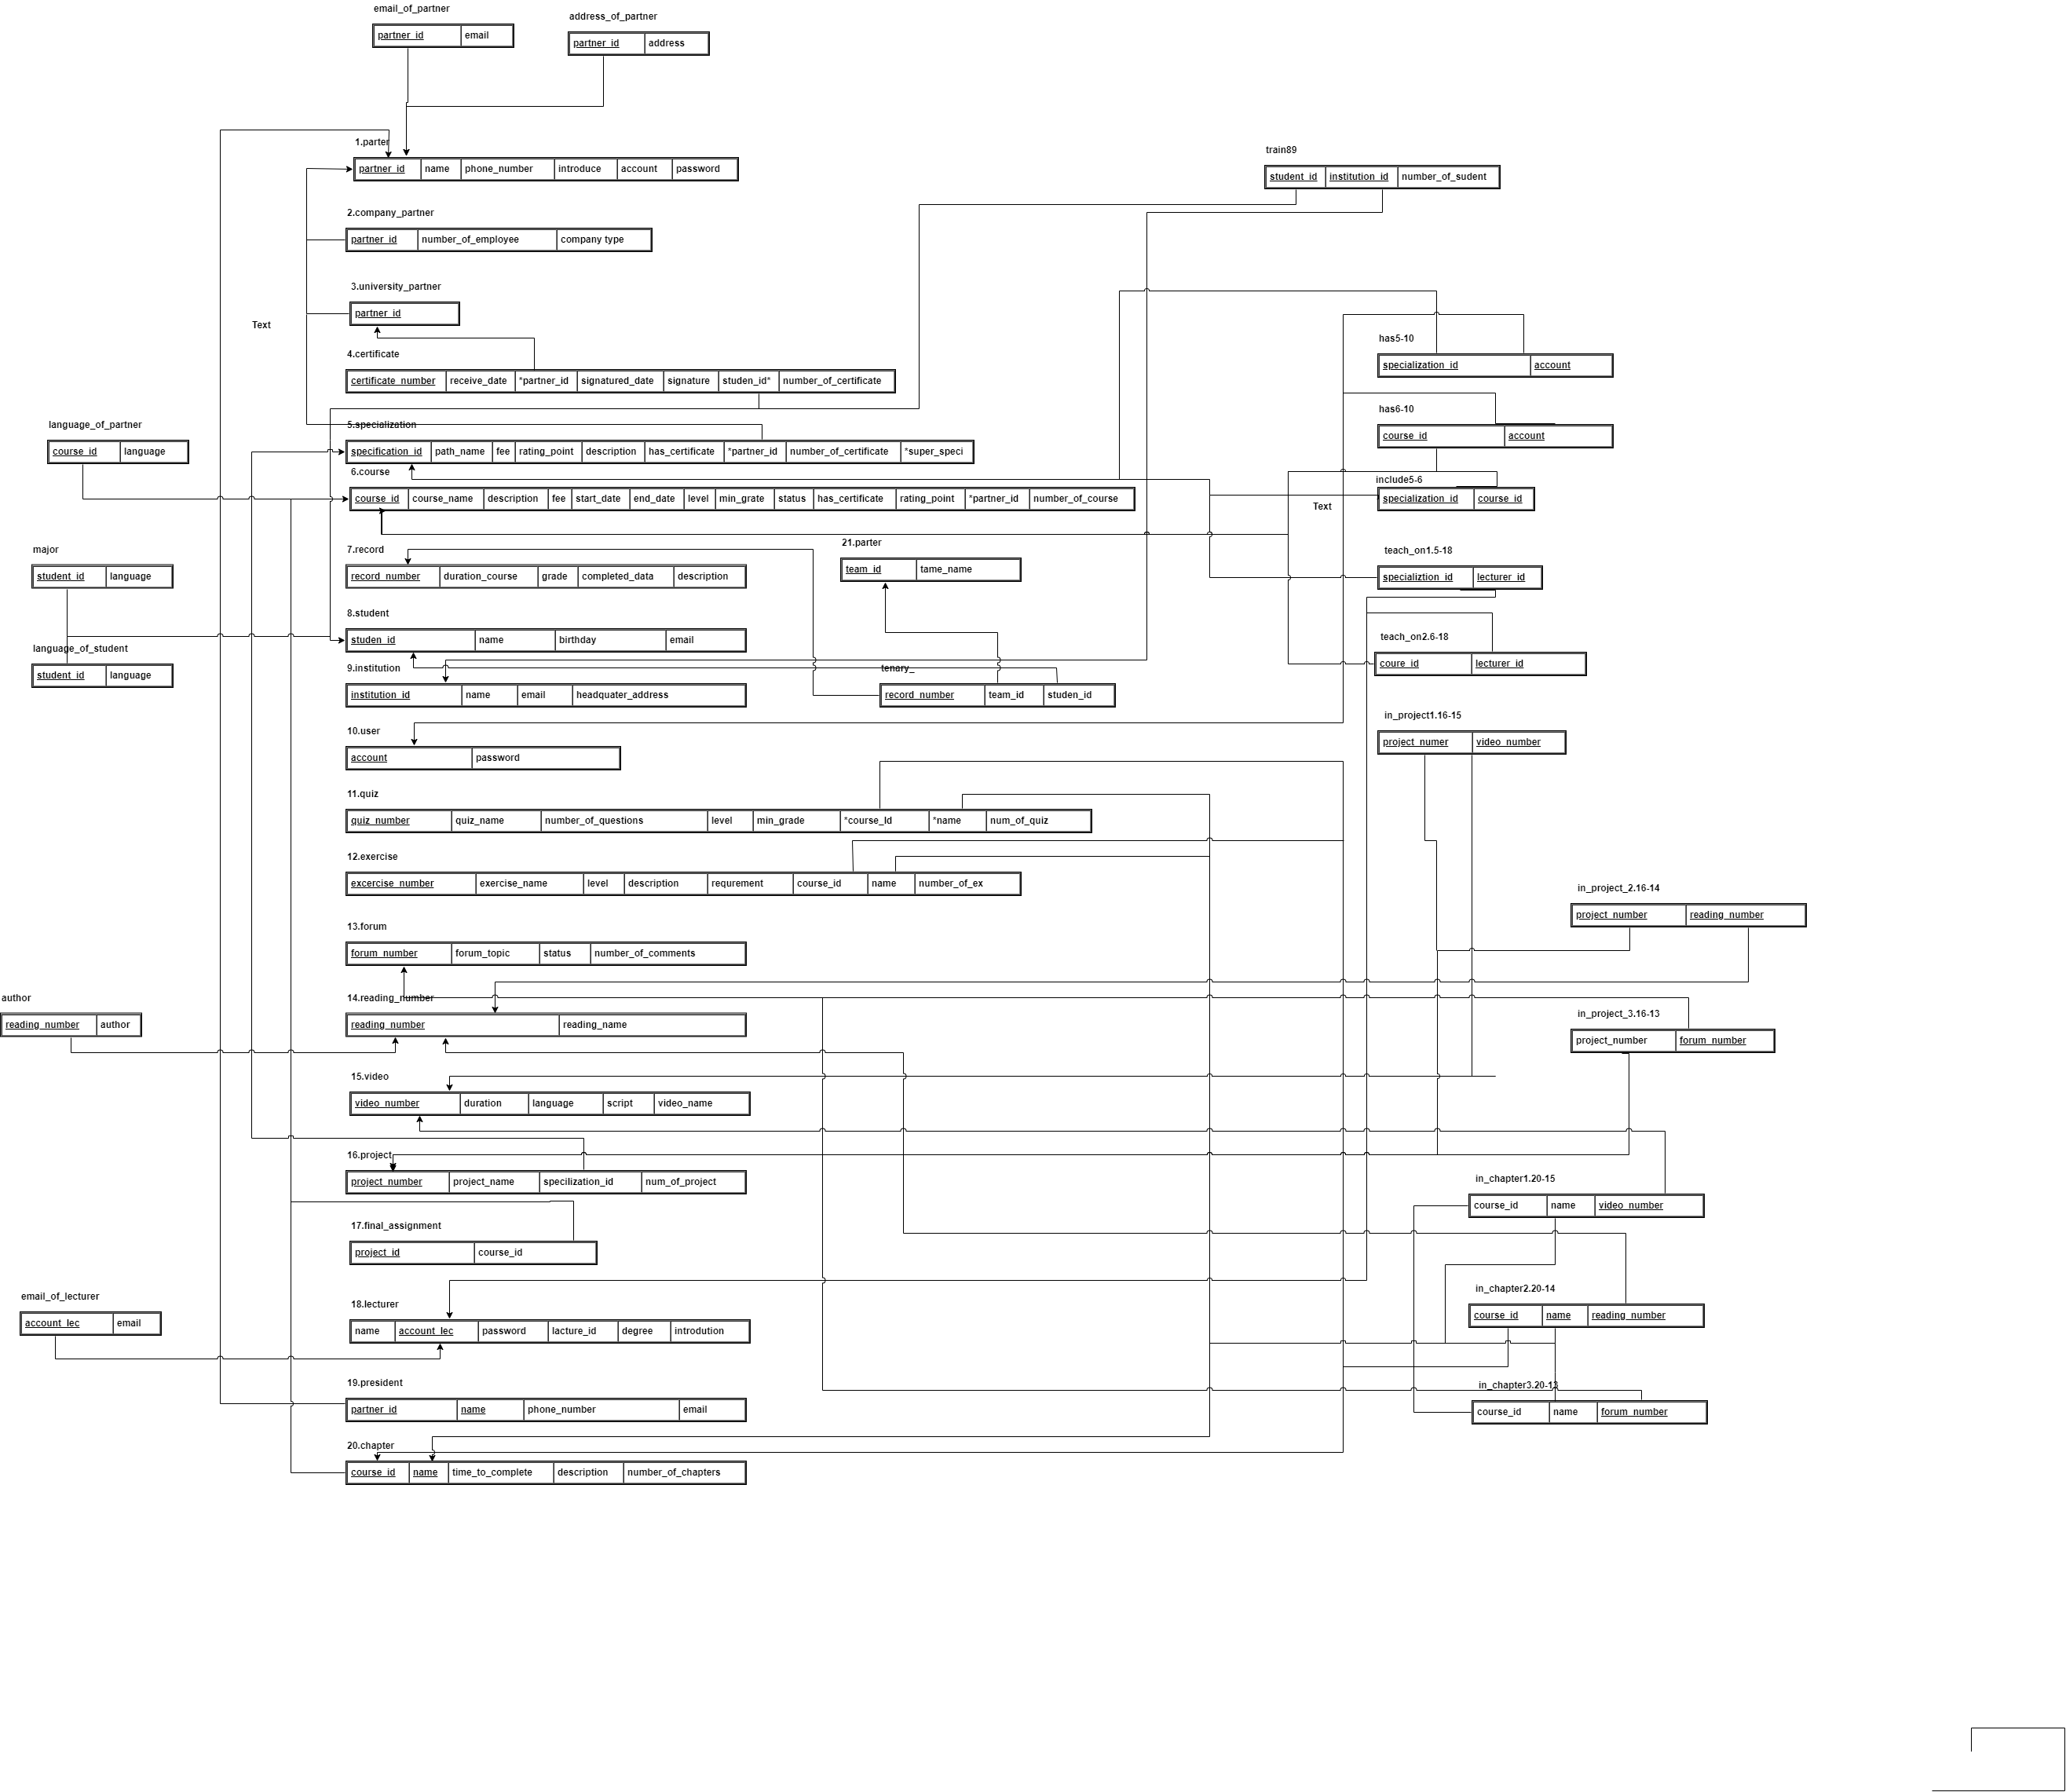 email_of_partner
partner_id email
address_of_partner
partner_id address
1.parter
partner_id name phone_number introduce account password
train89
student_id institution_id number_of_sudent
2.company_partner
partner_id number_of_employee company type
3.university_partner
partner_id
Text
has5-10
specialization_id account
4.certificate
certificate_number receive_date *partner_id signatured_date signature studen_id* number_of_certificate
has6-10
course_id account
language_of_partner
course_id language
5.specialization
specification_id path_name fee rating_point description has_certificate *partner_id number_of_certificate *super_speci
6.course
course_id course_name description fee start_date end_date level min_grate status has_certificate rating_point *partner_id number_of_course
include5-6
specialization_id course_id
Text
major
student_id language
7.record
record_number duration_course grade completed_data description
21.parter
team_id tame_name
teach_on1.5-18
specializtion_id lecturer_id
8.student
studen_id name birthday email
teach_on2.6-18
coure_id lecturer_id
language_of_student
student_id language
9.institution
institution_id name email headquater_address
tenary_
record_number team_id studen_id
10.user
account password
in_project1.16-15
project_numer video_number
11.quiz
quiz_number quiz_name number_of_questions level min_grade *course_Id *name num_of_quiz
12.exercise
excercise_number exercise_name level description requrement course_id name number_of_ex
in_project_2.16-14
project_number reading_number
13.forum
forum_number forum_topic status number_of_comments
author
reading_number author
14.reading_number
reading_number reading_name
in_project_3.16-13
project_number forum_number
15.video
video_number duration language script video_name
16.project
project_number project_name specilization_id num_of_project
in_chapter1.20-15
course_id name video_number
17.final_assignment
project_id course_id
email_of_lecturer
account_lec email
18.lecturer
name account_lec password lacture_id degree introdution
in_chapter2.20-14
course_id name reading_number
19.president
partner_id name phone_number email
in_chapter3.20-13
course_id name forum_number
20.chapter
course_id name time_to_complete description number_of_chapters